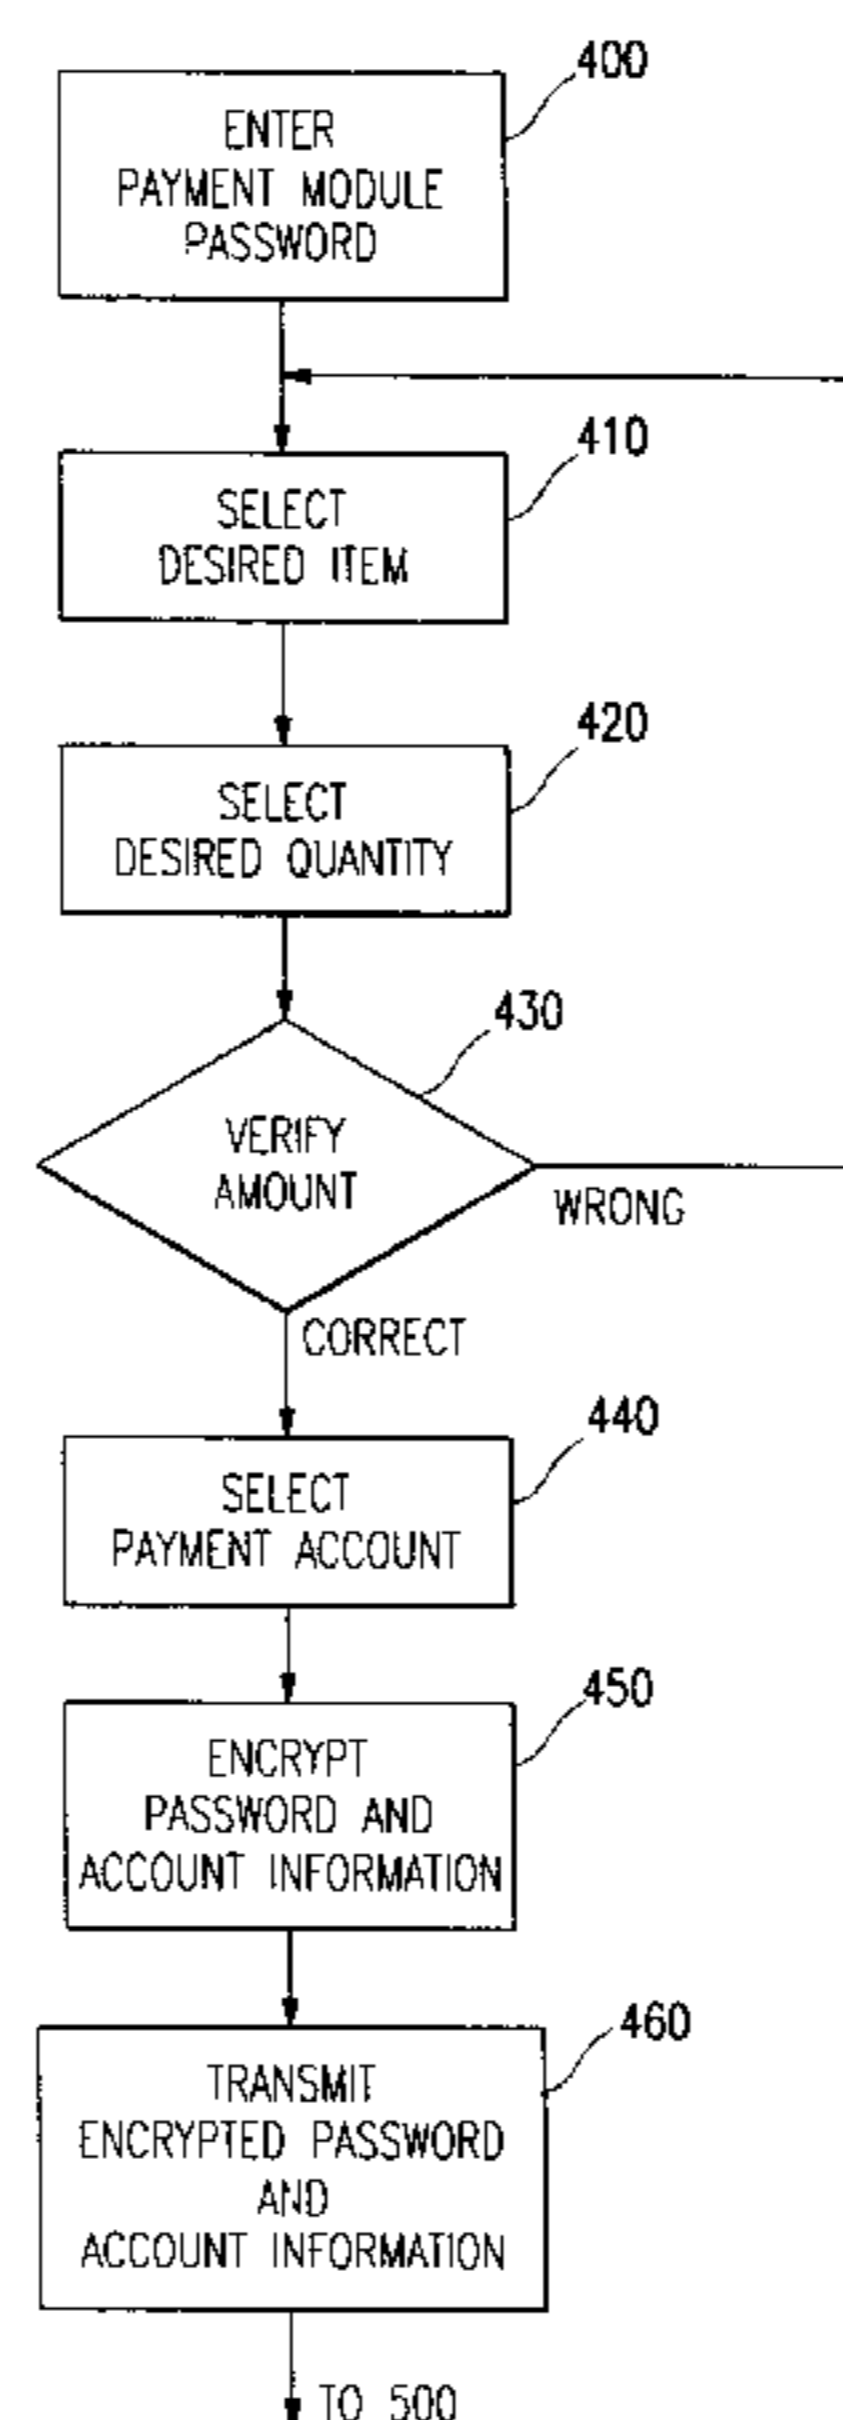 400
ENTER
PAYMENT MODULE
PASSWORD
410
SELECT
DESIRED ITEM
420
SELECT
DESIRED QUANTITY
430
VERIFY
AMOUNT
WRONG
CORRECT
440
SELECT
PAYMENT ACCOUNT
450
ENCRYPT
PASSWORD AND
ACCOUNT INFORMATION
460
TRANSMIT
ENCRYPTED PASSWORD
AND
ACCOUNT INFORMATION
TO 500